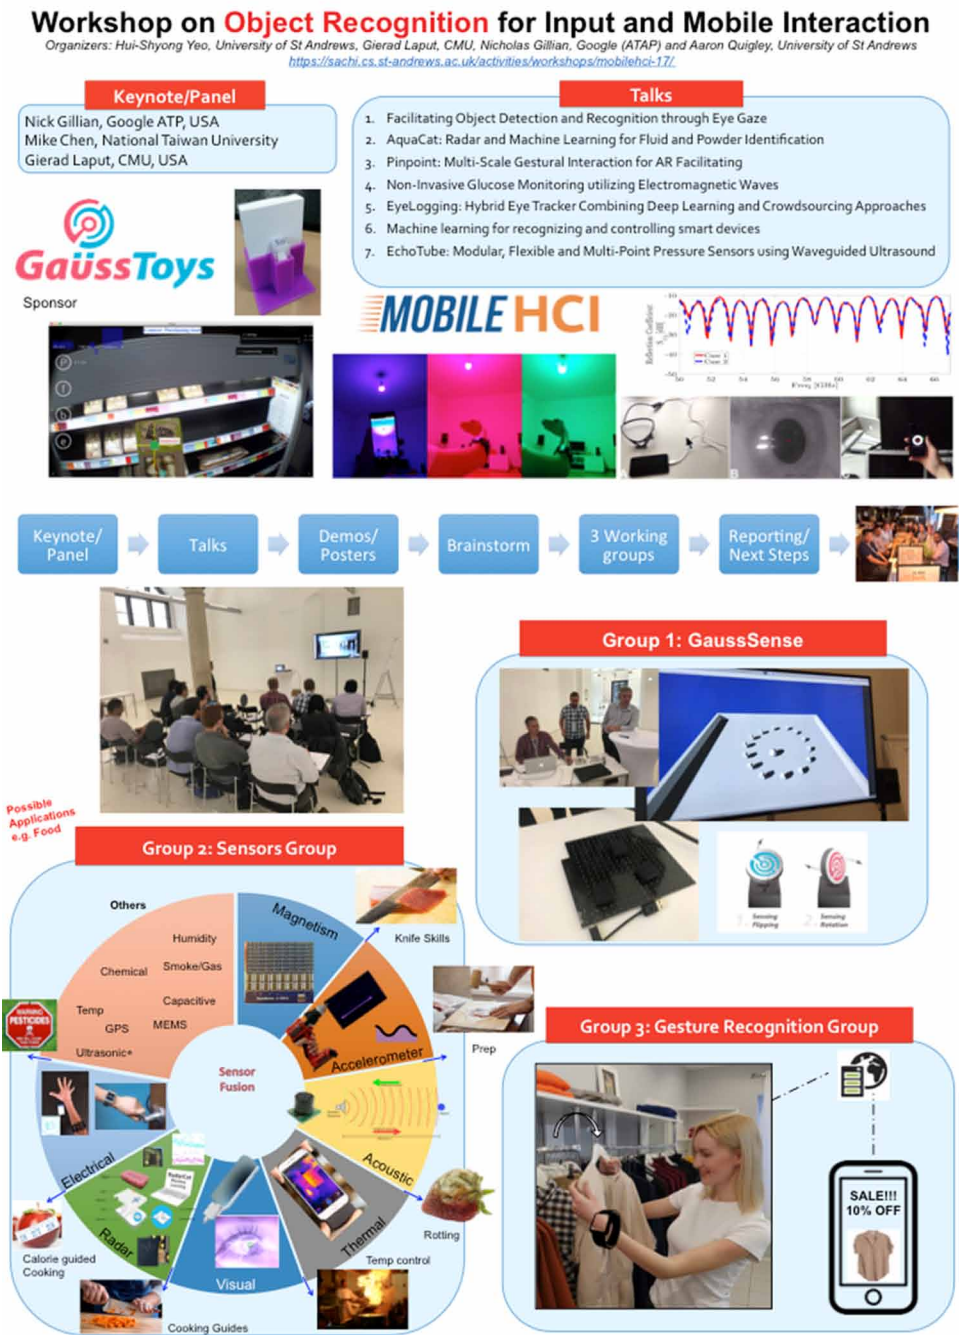 Workshop on Object Recognition for Input and Mobile Interaction
Organizers: Hui-Shyong Yeo, University of St Andrews, Gierad Laput, CMU, Nicholas Gillian, Google (ATAP) and Aaron Quigley, University of St Andrews
https://sachi.cs.st-andrews.ac.uk/activities/workshops/mobilehci-17/
Keynote/Panel
Nick Gillian, Google ATP, USA
Mike Chen, National Taiwan University
Gierad Laput, CMU, USA
Talks
1. Facilitating Object Detection and Recognition through Eye Gaze
2. AquaCat: Radar and Machine Learning for Fluid and Powder Identification
3. Pinpoint: Multi-Scale Gestural Interaction for AR Facilitating
4. Non-Invasive Glucose Monitoring utilizing Electromagnetic Waves
5. EyeLogging: Hybrid Eye Tracker Combining Deep Learning and Crowdsourcing Approaches
6. Machine learning for recognizing and controlling smart devices
7. EchoTube: Modular, Flexible and Multi-Point Pressure Sensors using Waveguided Ultrasound
GaüssToys
Sponsor
MOBILE HCI
Keynote/
Panel
Talks
Demos/
Posters
Brainstorm
3 Working
groups
Reporting/
Next Steps
Group 1: GaussSense
1 Sensing
Flipping
2 Sensing
Rotation
Possible
Applications
e.g. Food
Group 2: Sensors Group
Others
Humidity
Chemical
Smoke/Gas
Temp
Capacitive
GPS
MEMS
Ultrasonic+
Magnetism
Knife Skills
Accelerometer
Prep
Sensor
Fusion
WARNING
PESTICIDES
Electrical
Acoustic
Rotting
Radar
RadarCat
Thermal
Temp control
Visual
Calorie guided
Cooking
Cooking Guides
Group 3: Gesture Recognition Group
SALE!!!
10% OFF